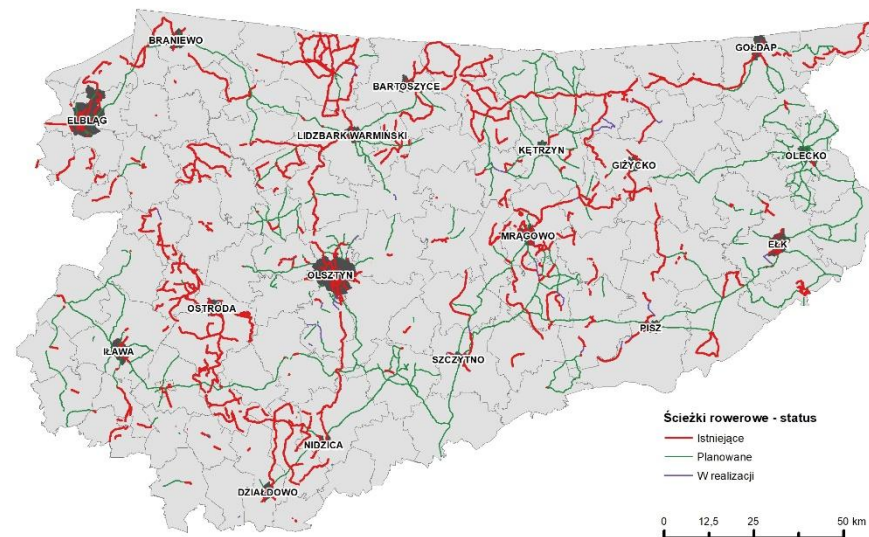 BRANIEWO
GOŁDAP
BARTOSZYCE
ELBLĄG
LIDZBARK WARMIŃSKI
KĘTRZYN
OLECKO
GIŻYCKO
MRĄGOWO
EŁK
OLSZTYN
OSTRÓDA
PISZ
IŁAWA
SZCZYTNO
NIDZICA
DZIAŁDOWO
Ścieżki rowerowe - status
Istniejące
Planowane
W realizacji
0 12,5 25 50 km